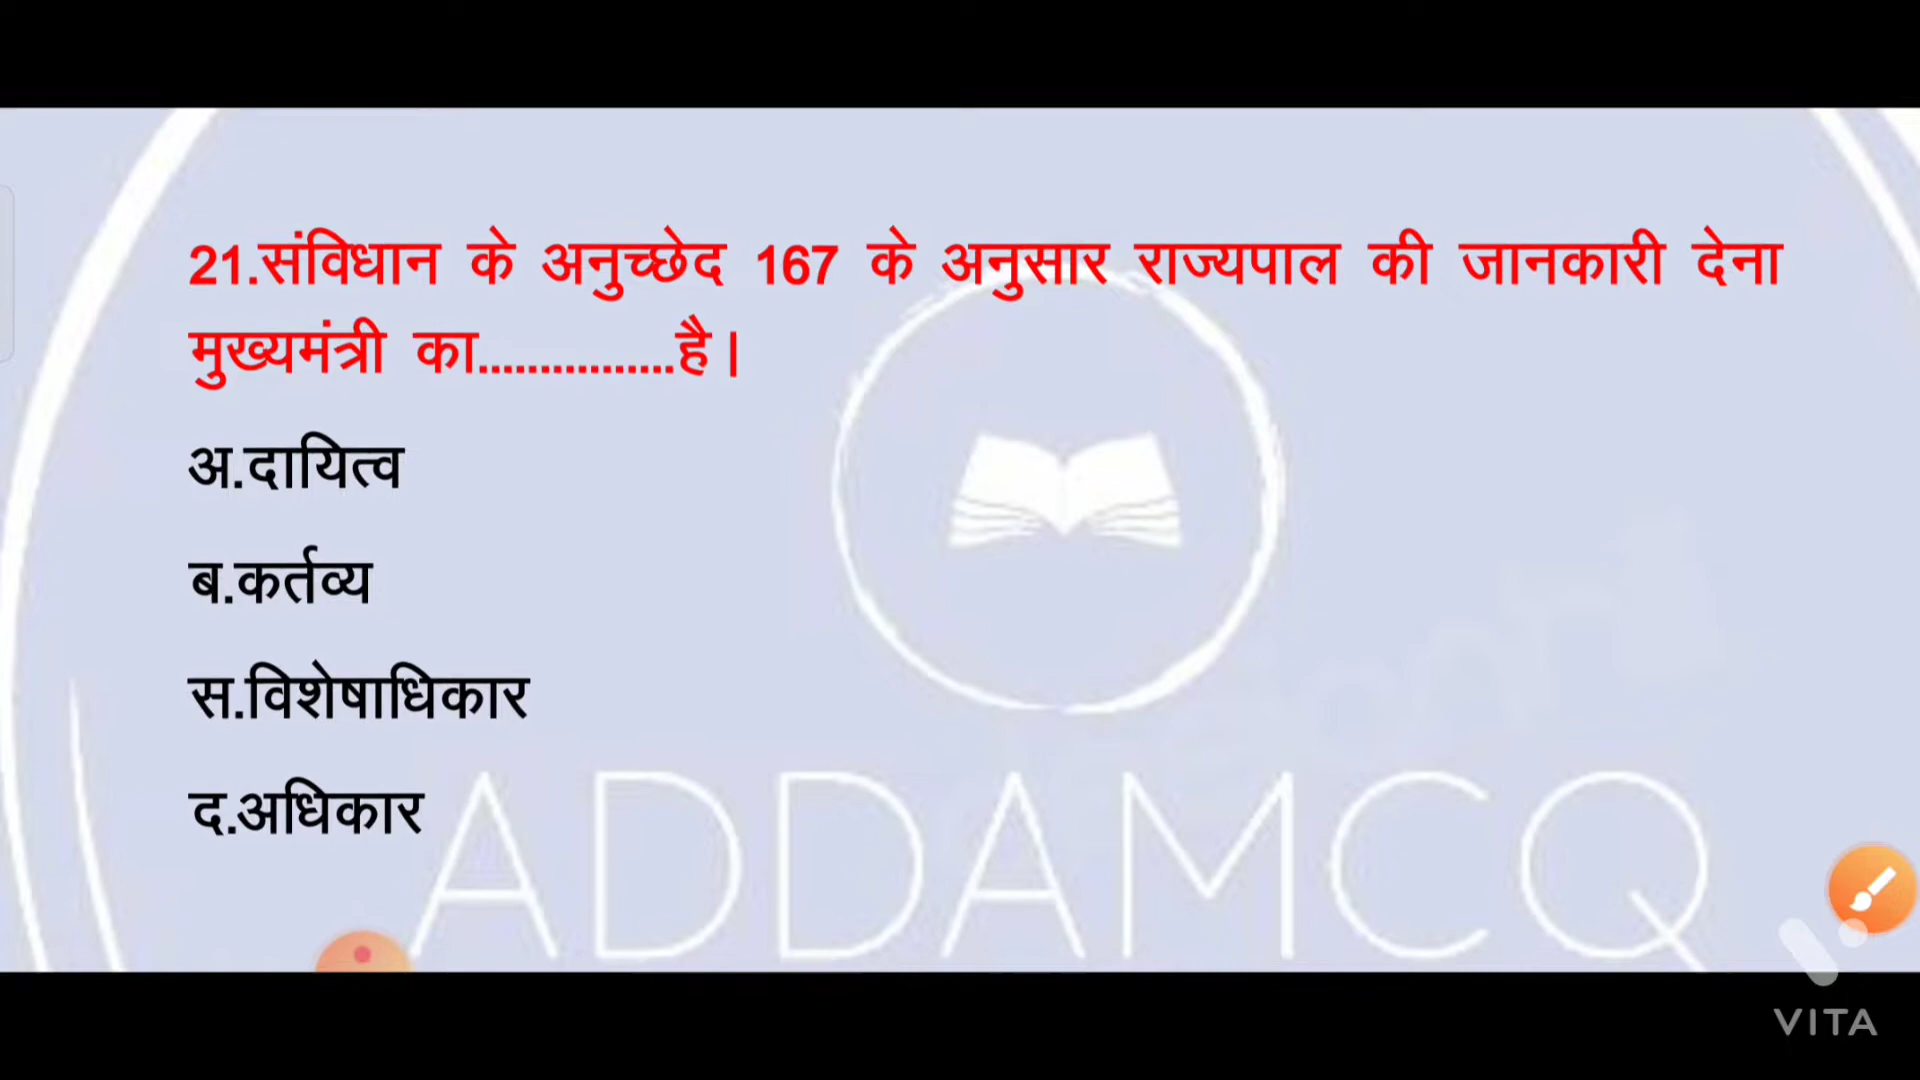 21.संविधान के अनुच्छेद 167 के अनुसार राज्यपाल की जानकारी देना
मुख्यमंत्री का................है।
अ.दायित्व
ब.कर्तव्य
स.विशेषाधिकार
द.अधिकार
ADDAMCQ
VITA